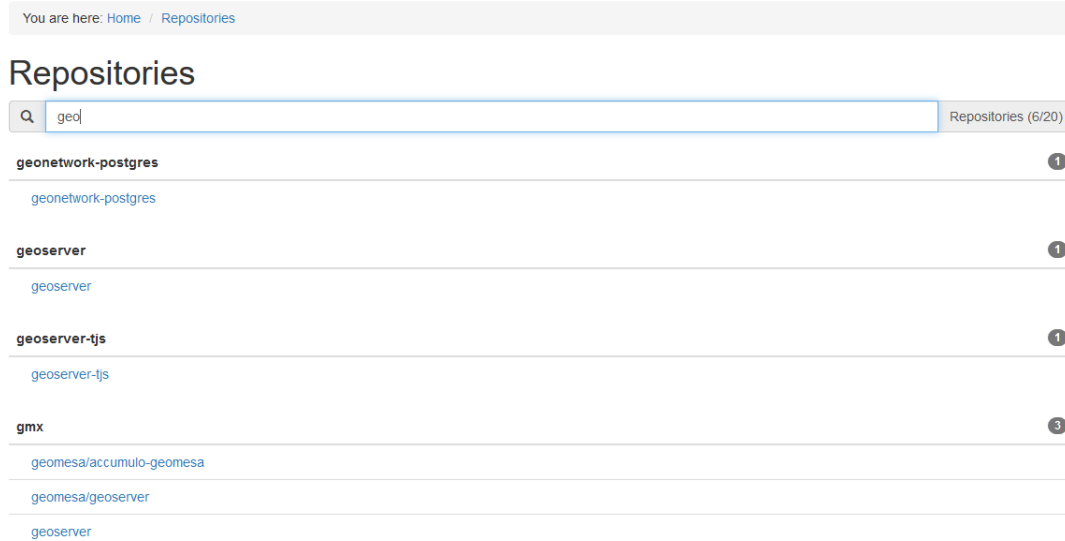 You are here: Home / Repositories
Repositories
geo Repositories (6/20)
geonetwork-postgres 1
geonetwork-postgres
geoserver 1
geoserver
geoserver-tjs 1
geoserver-tjs
gmx 3
geomesa/accumulo-geomesa
geomesa/geoserver
geoserver